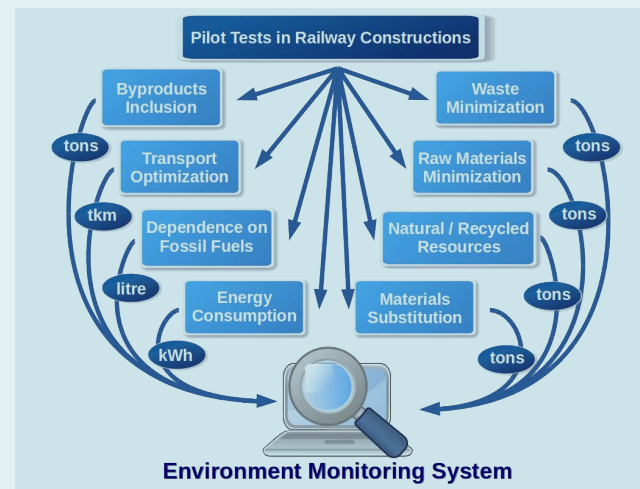 Pilot Tests in Railway Constructions
Byproducts
Inclusion
Waste
Minimization
tons
tons
Transport
Optimization
Raw Materials
Minimization
tkm
tons
Dependence on
Fossil Fuels
Natural / Recycled
Resources
litre
tons
Energy
Consumption
Materials
Substitution
kWh
tons
Environment Monitoring System